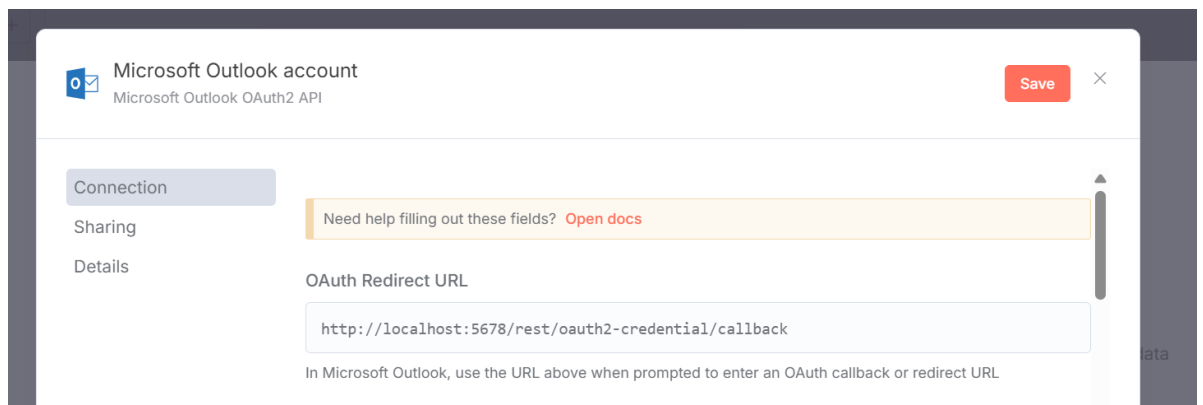 Microsoft Outlook account
Microsoft Outlook OAuth2 API
Save
Connection
Sharing
Details
Need help filling out these fields? Open docs
OAuth Redirect URL
http://localhost:5678/rest/oauth2-credential/callback
In Microsoft Outlook, use the URL above when prompted to enter an OAuth callback or redirect URL